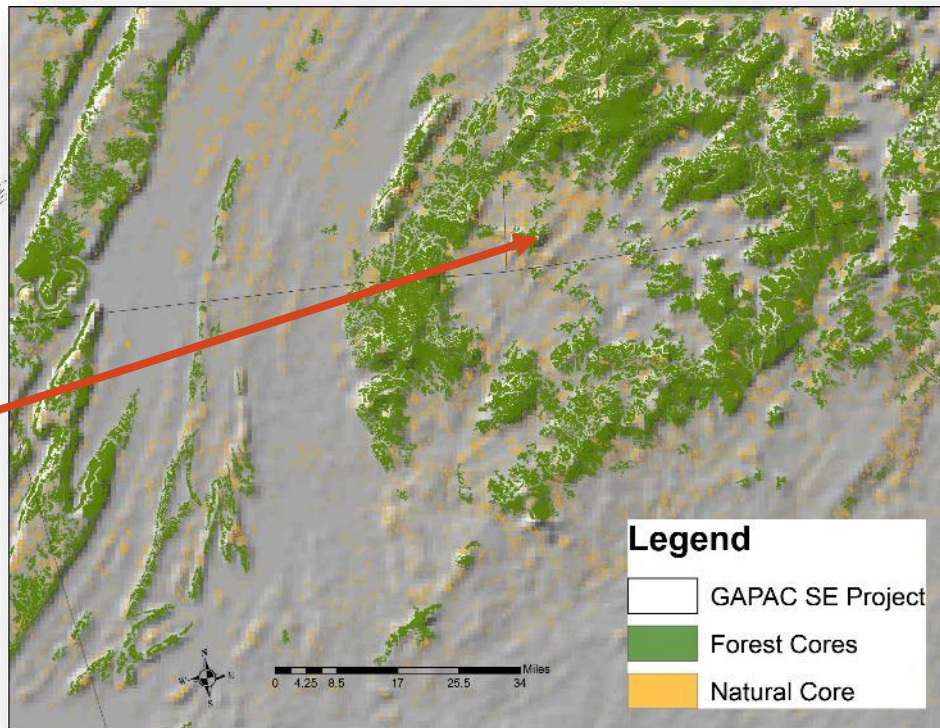 Legend
GAPAC SE Project
Forest Cores
Natural Core
N
W E
S
Miles
0 4.25 8.5 17 25.5 34